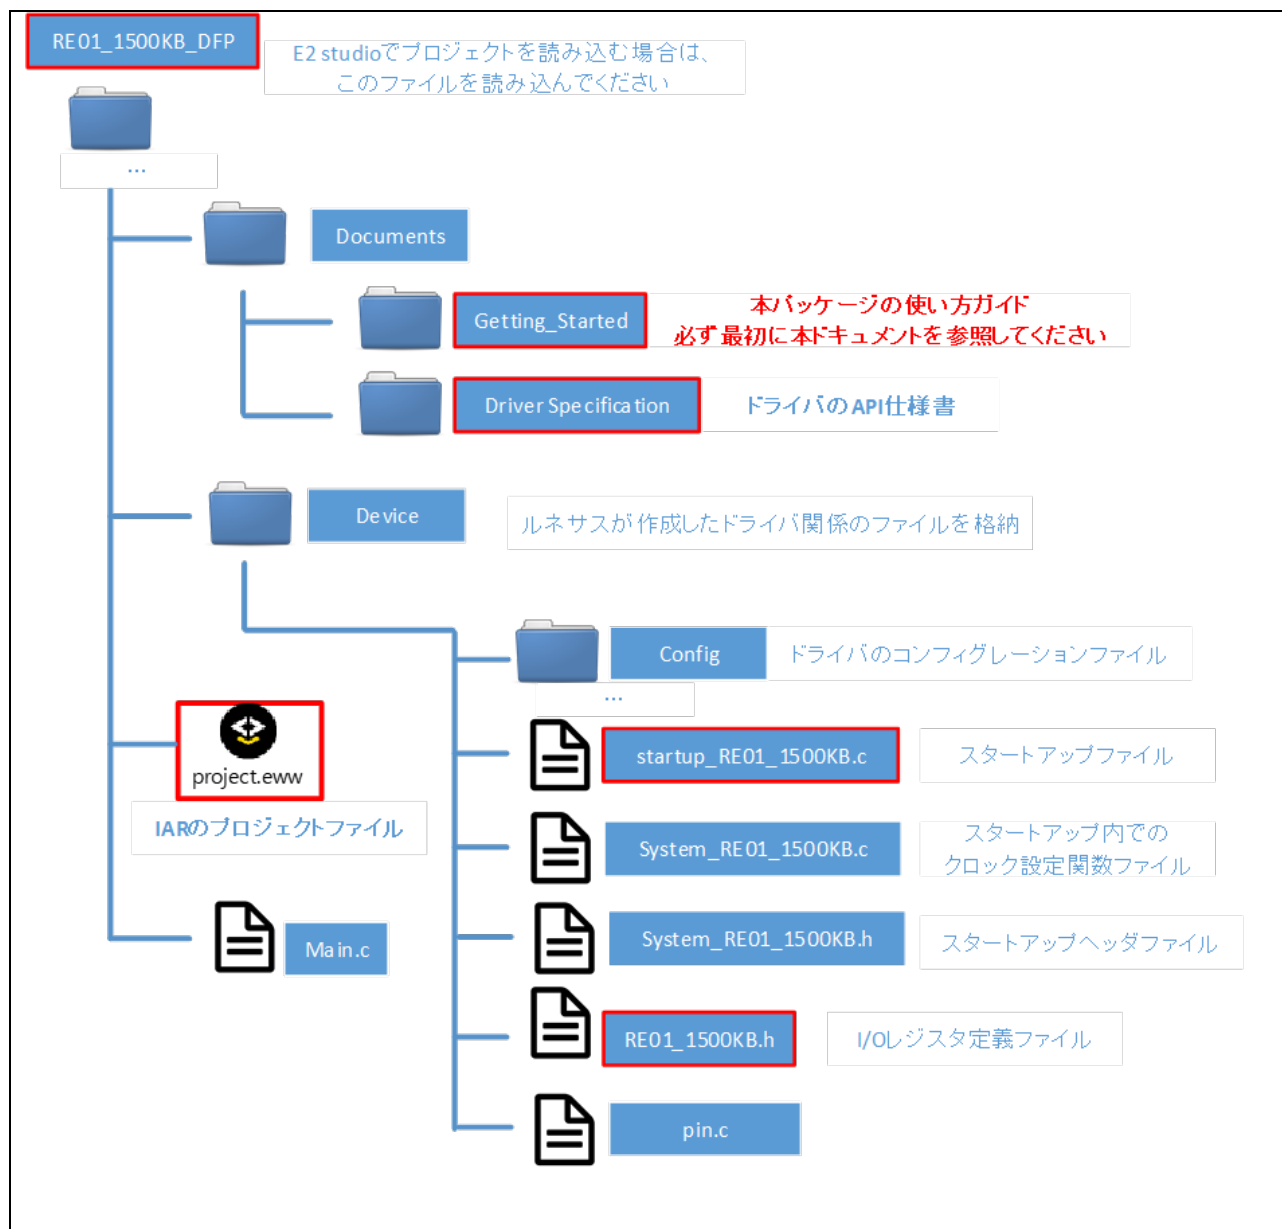 RE01_1500KB_DFP
E2 studioでプロジェクトを読み込む場合は、
このファイルを読み込んでください
...
Documents
Getting_Started
本パッケージの使い方ガイド
必ず最初に本ドキュメントを参照してください
Driver Specification
ドライバのAPI仕様書
Device
ルネサスが作成したドライバ関係のファイルを格納
Config
ドライバのコンフィグレーションファイル
...
startup_RE01_1500KB.c
スタートアップファイル
project.eww
IARのプロジェクトファイル
System_RE01_1500KB.c
スタートアップ内での
クロック設定関数ファイル
Main.c
System_RE01_1500KB.h
スタートアップヘッダファイル
RE01_1500KB.h
I/Oレジスタ定義ファイル
pin.c